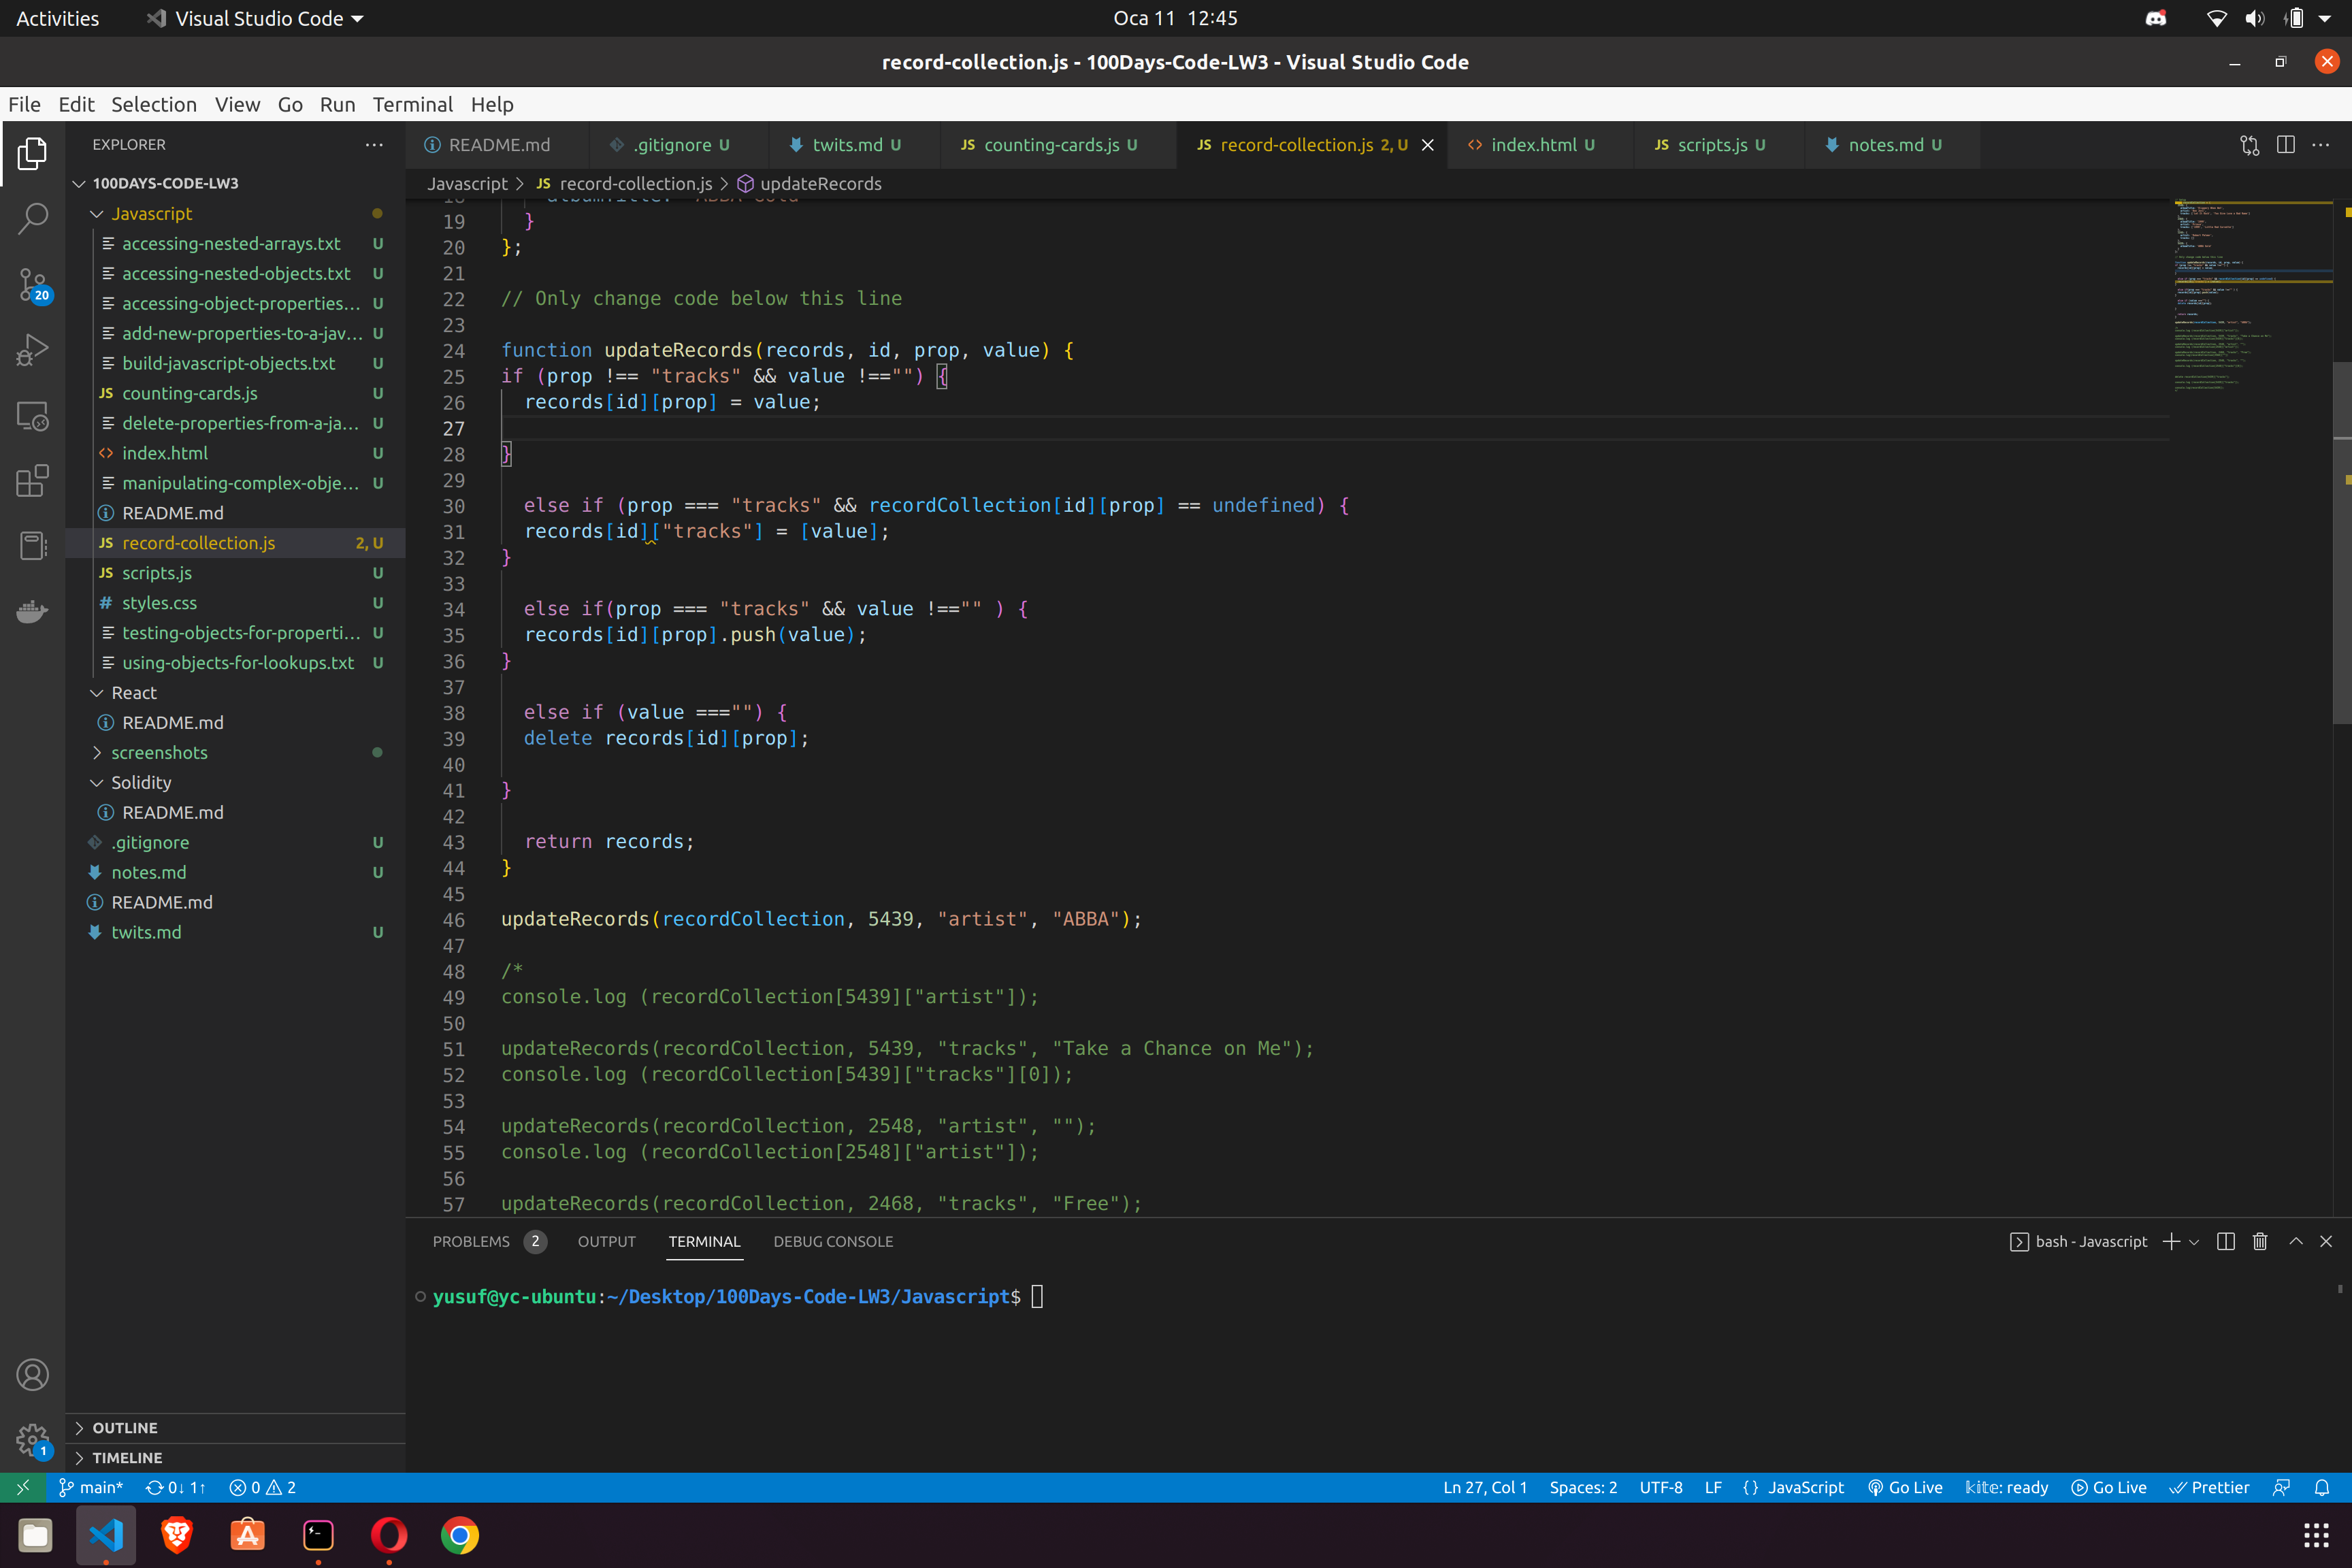 Activities
Visual Studio Code
Oca 11 12:45
record-collection.js - 100Days-Code-LW3 - Visual Studio Code
File Edit Selection View Go Run Terminal Help
EXPLORER
README.md
.gitignore U
twits.md U
JS counting-cards.js U
JS record-collection.js 2, U
index.html U
JS scripts.js U
notes.md U
Javascript > JS record-collection.js > updateRecords
100DAYS-CODE-LW3
Javascript
accessing-nested-arrays.txt U
accessing-nested-objects.txt U
accessing-object-properties... U
add-new-properties-to-a-jav... U
build-javascript-objects.txt U
JS counting-cards.js U
delete-properties-from-a-ja... U
index.html U
manipulating-complex-obje... U
README.md
JS record-collection.js 2, U
JS scripts.js U
# styles.css U
testing-objects-for-properti... U
using-objects-for-lookups.txt U
React
README.md
screenshots
Solidity
README.md
.gitignore U
notes.md U
README.md
twits.md U
OUTLINE
TIMELINE
20
1
19 }
20 };
21
22 // Only change code below this line
23
24 function updateRecords(records, id, prop, value) {
25 if (prop !== "tracks" && value !=="") {
26 records[id][prop] = value;
27
28 }
29
30 else if (prop === "tracks" && recordCollection[id][prop] == undefined) {
31 records[id]["tracks"] = [value];
32 }
33
34 else if(prop === "tracks" && value !=="" ) {
35 records[id][prop].push(value);
36 }
37
38 else if (value ==="") {
39 delete records[id][prop];
40
41 }
42
43 return records;
44 }
45
46 updateRecords(recordCollection, 5439, "artist", "ABBA");
47
48 /*
49 console.log (recordCollection[5439]["artist"]);
50
51 updateRecords(recordCollection, 5439, "tracks", "Take a Chance on Me");
52 console.log (recordCollection[5439]["tracks"][0]);
53
54 updateRecords(recordCollection, 2548, "artist", "");
55 console.log (recordCollection[2548]["artist"]);
56
57 updateRecords(recordCollection, 2468, "tracks", "Free");
PROBLEMS 2 OUTPUT TERMINAL DEBUG CONSOLE
bash - Javascript
yusuf@yc-ubuntu:~/Desktop/100Days-Code-LW3/Javascript$
main* 0↓ 1↑ 0 2
Ln 27, Col 1 Spaces: 2 UTF-8 LF {} JavaScript Go Live kite: ready Go Live Prettier